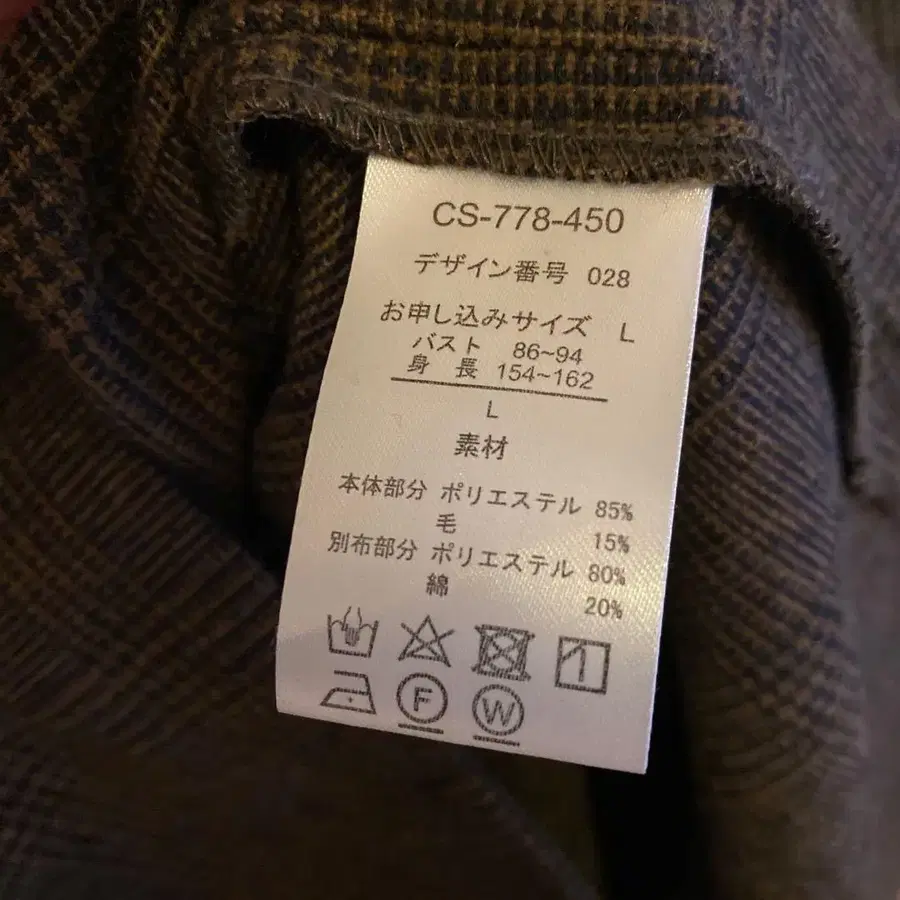 CS-778-450
デザイン番号 028
お申し込みサイズ L
バスト 86~94
身 長 154~162
L
素材
本体部分 ポリエステル 85%
毛 15%
別布部分 ポリエステル 80%
綿 20%
F W